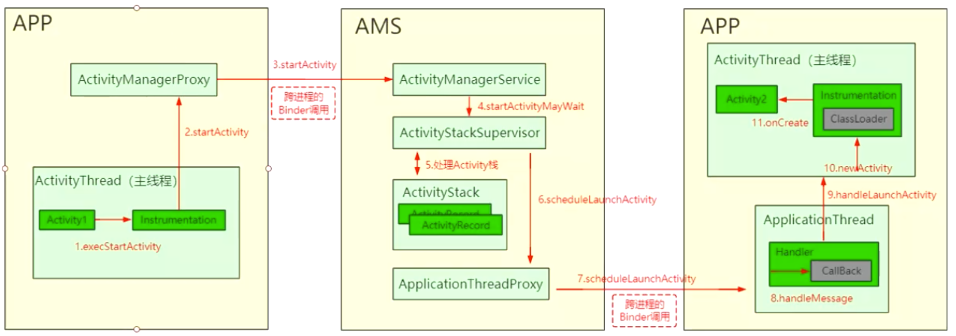 APP
ActivityManagerProxy
2.startActivity
ActivityThread（主线程）
Activity1
Instrumentation
1.execStartActivity
3.startActivity
跨进程的
Binder调用
AMS
ActivityManagerService
4.startActivityMayWait
ActivityStackSupervisor
5.处理Activity栈
ActivityStack
ActivityRecord
ActivityRecord
6.scheduleLaunchActivity
ApplicationThreadProxy
7.scheduleLaunchActivity
跨进程的
Binder调用
APP
ActivityThread（主线程）
Activity2
Instrumentation
ClassLoader
11.onCreate
10.newActivity
9.handleLaunchActivity
ApplicationThread
Handler
CallBack
8.handleMessage